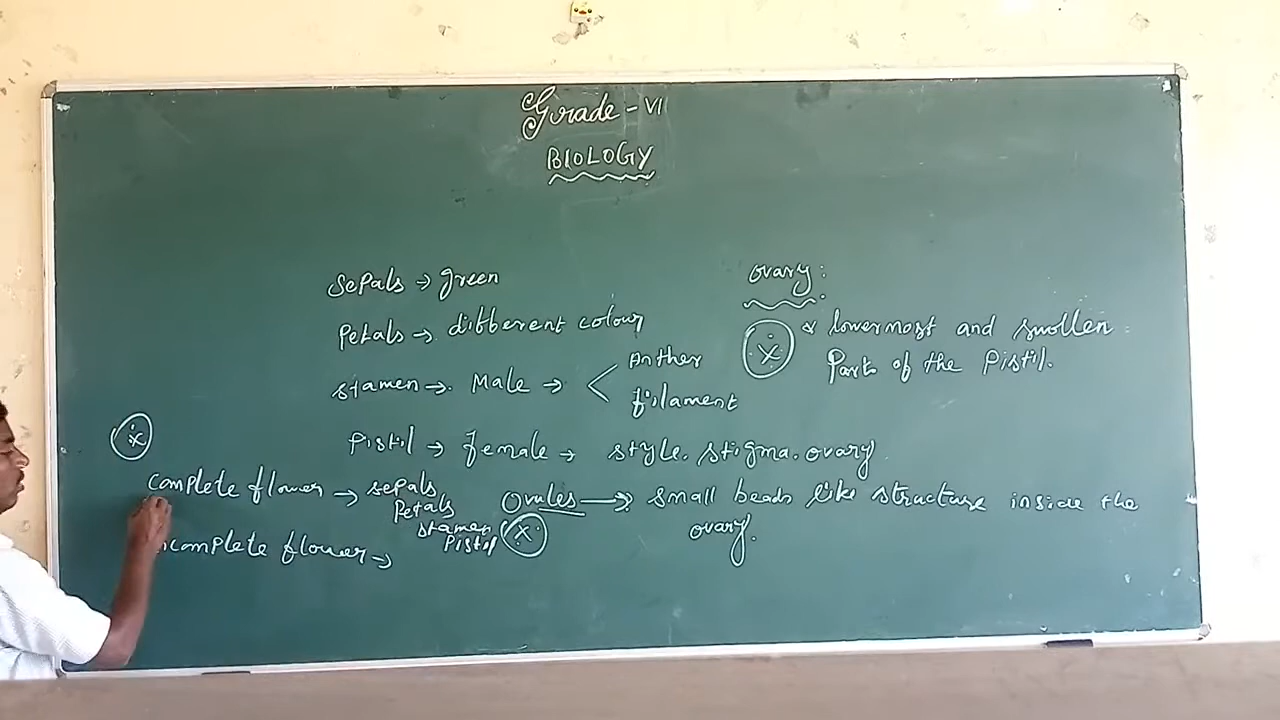 Grade - VI
BIOLOGY
Sepals → green
Petals → different colour
Stamen → Male → Anther
filament
Pistil → female → style. stigma. ovary.
ovary:
* lowermost and swollen
Part of the Pistil.
complete flower → sepals
Petals
stamen
Pistil
Incomplete flower →
Ovules → small beads like structure inside the
ovary.